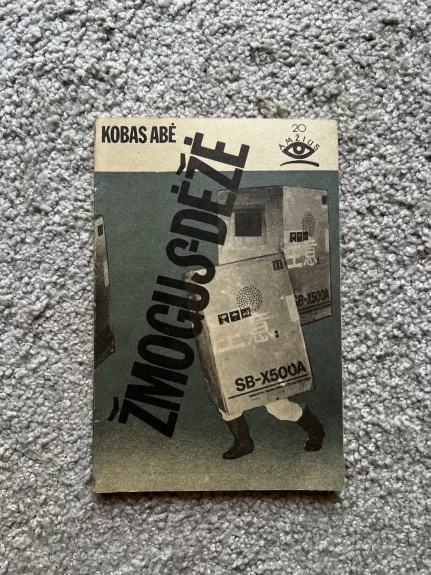 KOBAS ABĖ
20
AMŽIUS
ŽMOGUS-DĖŽĖ
SB-X500A
SB-X500A